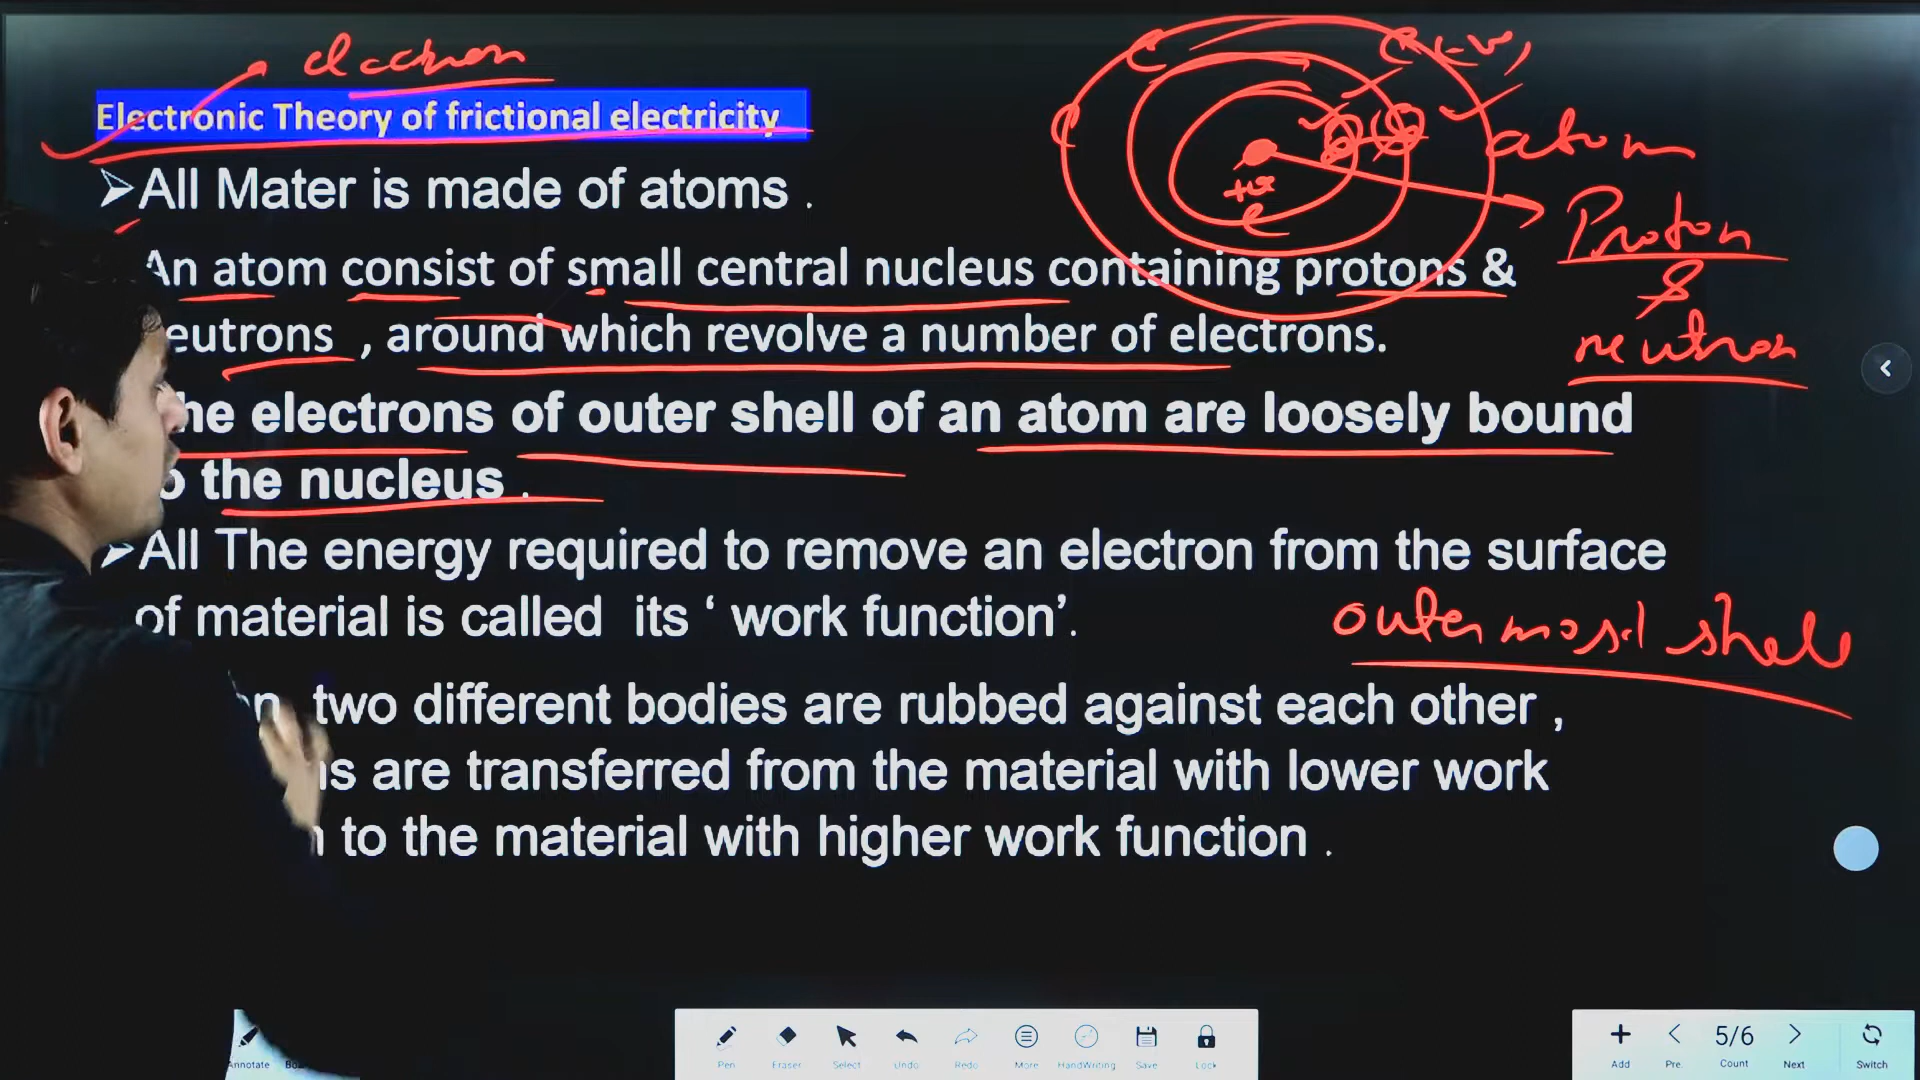 electron
e (-ve)
Electronic Theory of frictional electricity
atom
➤All Mater is made of atoms .
+ve
e
Proton
An atom consist of small central nucleus containing protons &
&
eutrons , around which revolve a number of electrons.
neutron
he electrons of outer shell of an atom are loosely bound
o the nucleus .
➤All The energy required to remove an electron from the surface
of material is called its ‘ work function’.
outermost shell
n two different bodies are rubbed against each other ,
ns are transferred from the material with lower work
n to the material with higher work function .
Annotate
Pen Eraser Select Undo Redo More HandWriting Save Lock
5/6
Add Pre. Count Next Switch